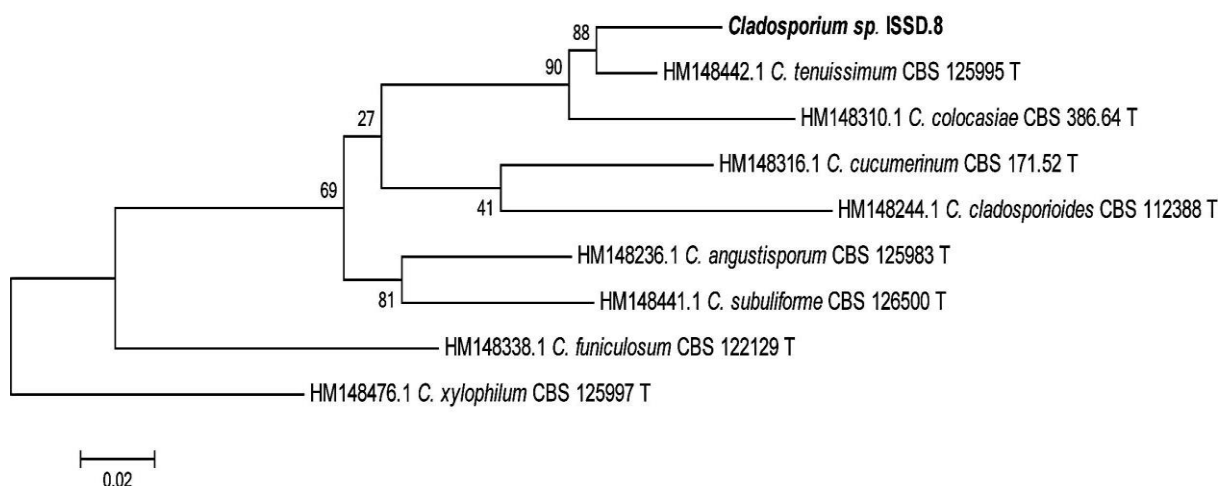 88
Cladosporium sp. ISSD.8
90
HM148442.1 C. tenuissimum CBS 125995 T
27
HM148310.1 C. colocasiae CBS 386.64 T
HM148316.1 C. cucumerinum CBS 171.52 T
69
41
HM148244.1 C. cladosporioides CBS 112388 T
HM148236.1 C. angustisporum CBS 125983 T
81
HM148441.1 C. subuliforme CBS 126500 T
HM148338.1 C. funiculosum CBS 122129 T
HM148476.1 C. xylophilum CBS 125997 T
0.02